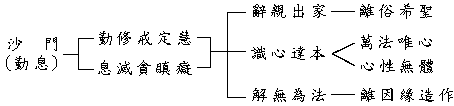 沙門
(勤息)
勤修戒定慧
息滅貪瞋癡
辭親出家
離俗希聖
識心達本
萬法唯心
心性無體
解無為法
離因緣造作